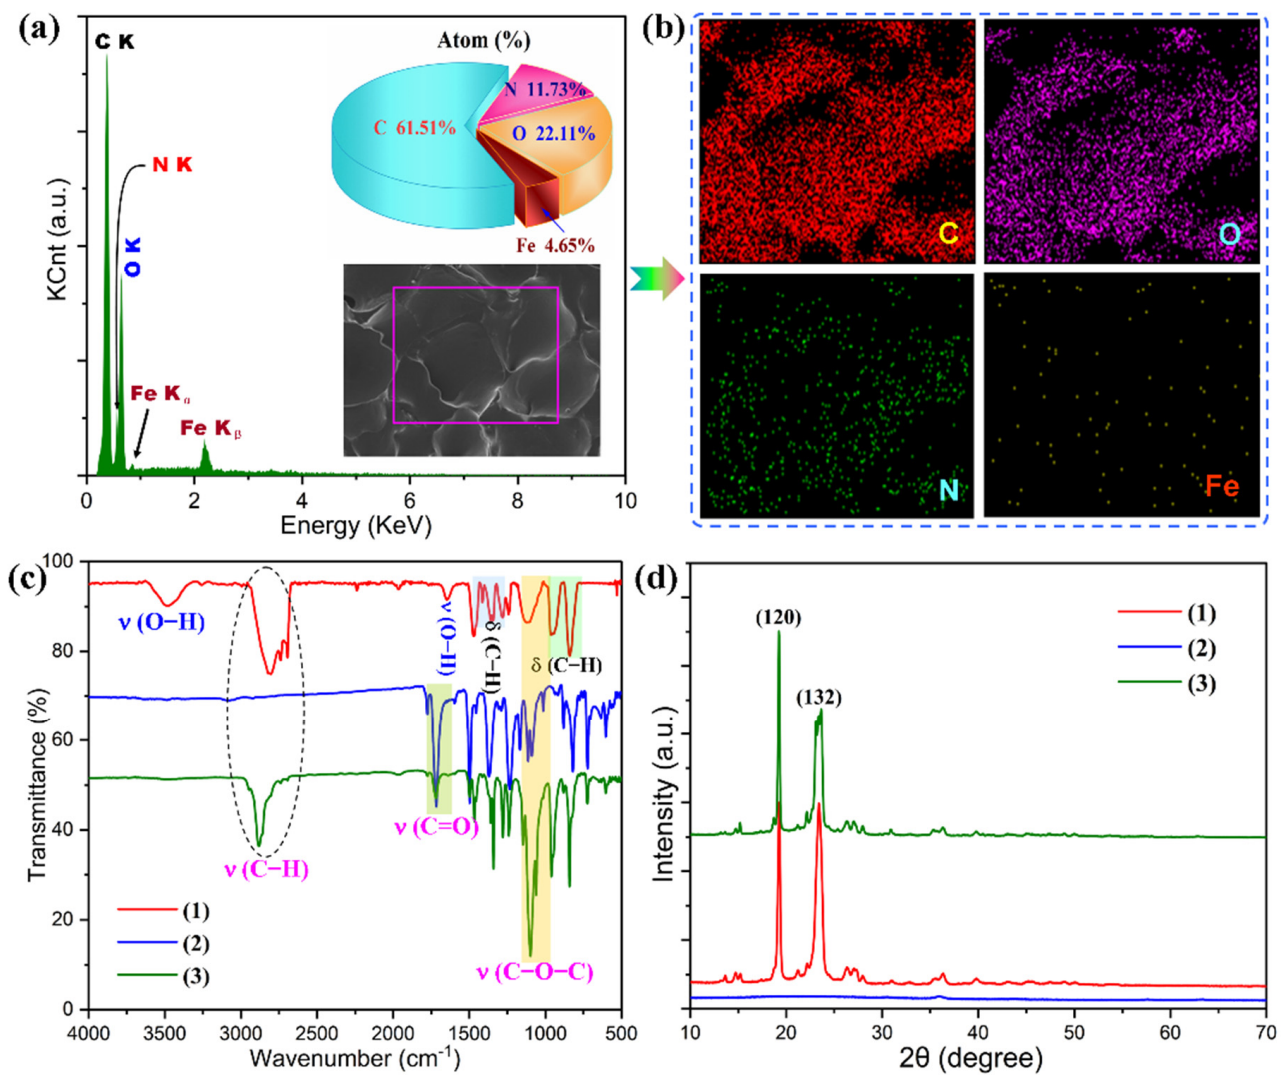 (a)
C K
N K
O K
Fe Kα
Fe Kβ
KCnt (a.u.)
0 2 4 6 8 10
Energy (KeV)
Atom (%)
N 11.73%
C 61.51%
O 22.11%
Fe 4.65%
(b)
C
O
N
Fe
(c)
100
80
60
40
20
0
Transmittance (%)
ν (O−H)
ν (O−H)
δ (C−H)
δ (C−H)
ν (C=O)
ν (C−H)
ν (C−O−C)
(1)
(2)
(3)
4000 3500 3000 2500 2000 1500 1000 500
Wavenumber (cm⁻¹)
(d)
(120)
(132)
(1)
(2)
(3)
Intensity (a.u.)
10 20 30 40 50 60 70
2θ (degree)